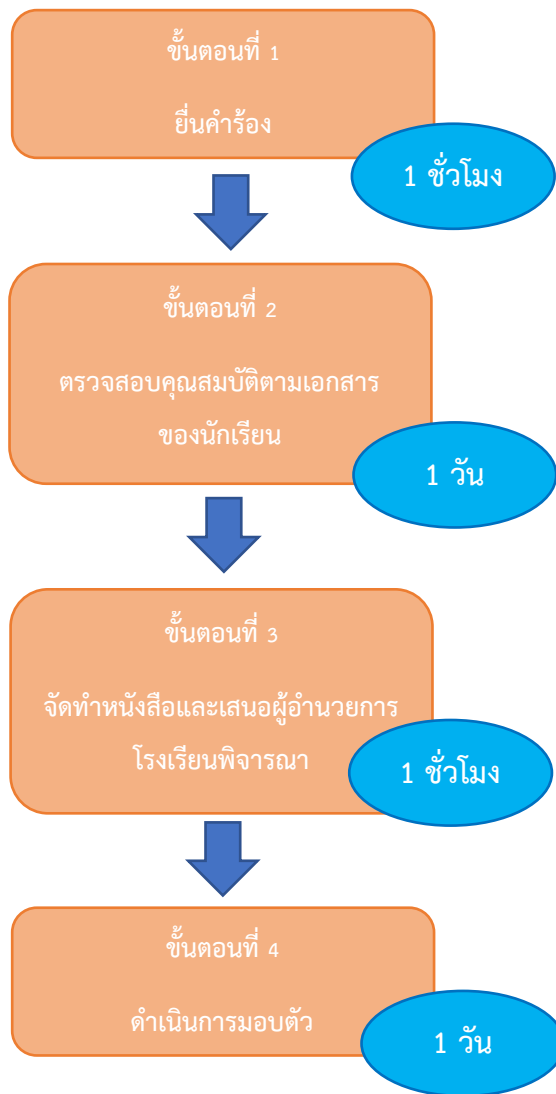 ขั้นตอนที่ 1
ยื่นคำร้อง
1 ชั่วโมง
ขั้นตอนที่ 2
ตรวจสอบคุณสมบัติตามเอกสาร
ของนักเรียน
1 วัน
ขั้นตอนที่ 3
จัดทำหนังสือและเสนอผู้อำนวยการ
โรงเรียนพิจารณา
1 ชั่วโมง
ขั้นตอนที่ 4
ดำเนินการมอบตัว
1 วัน